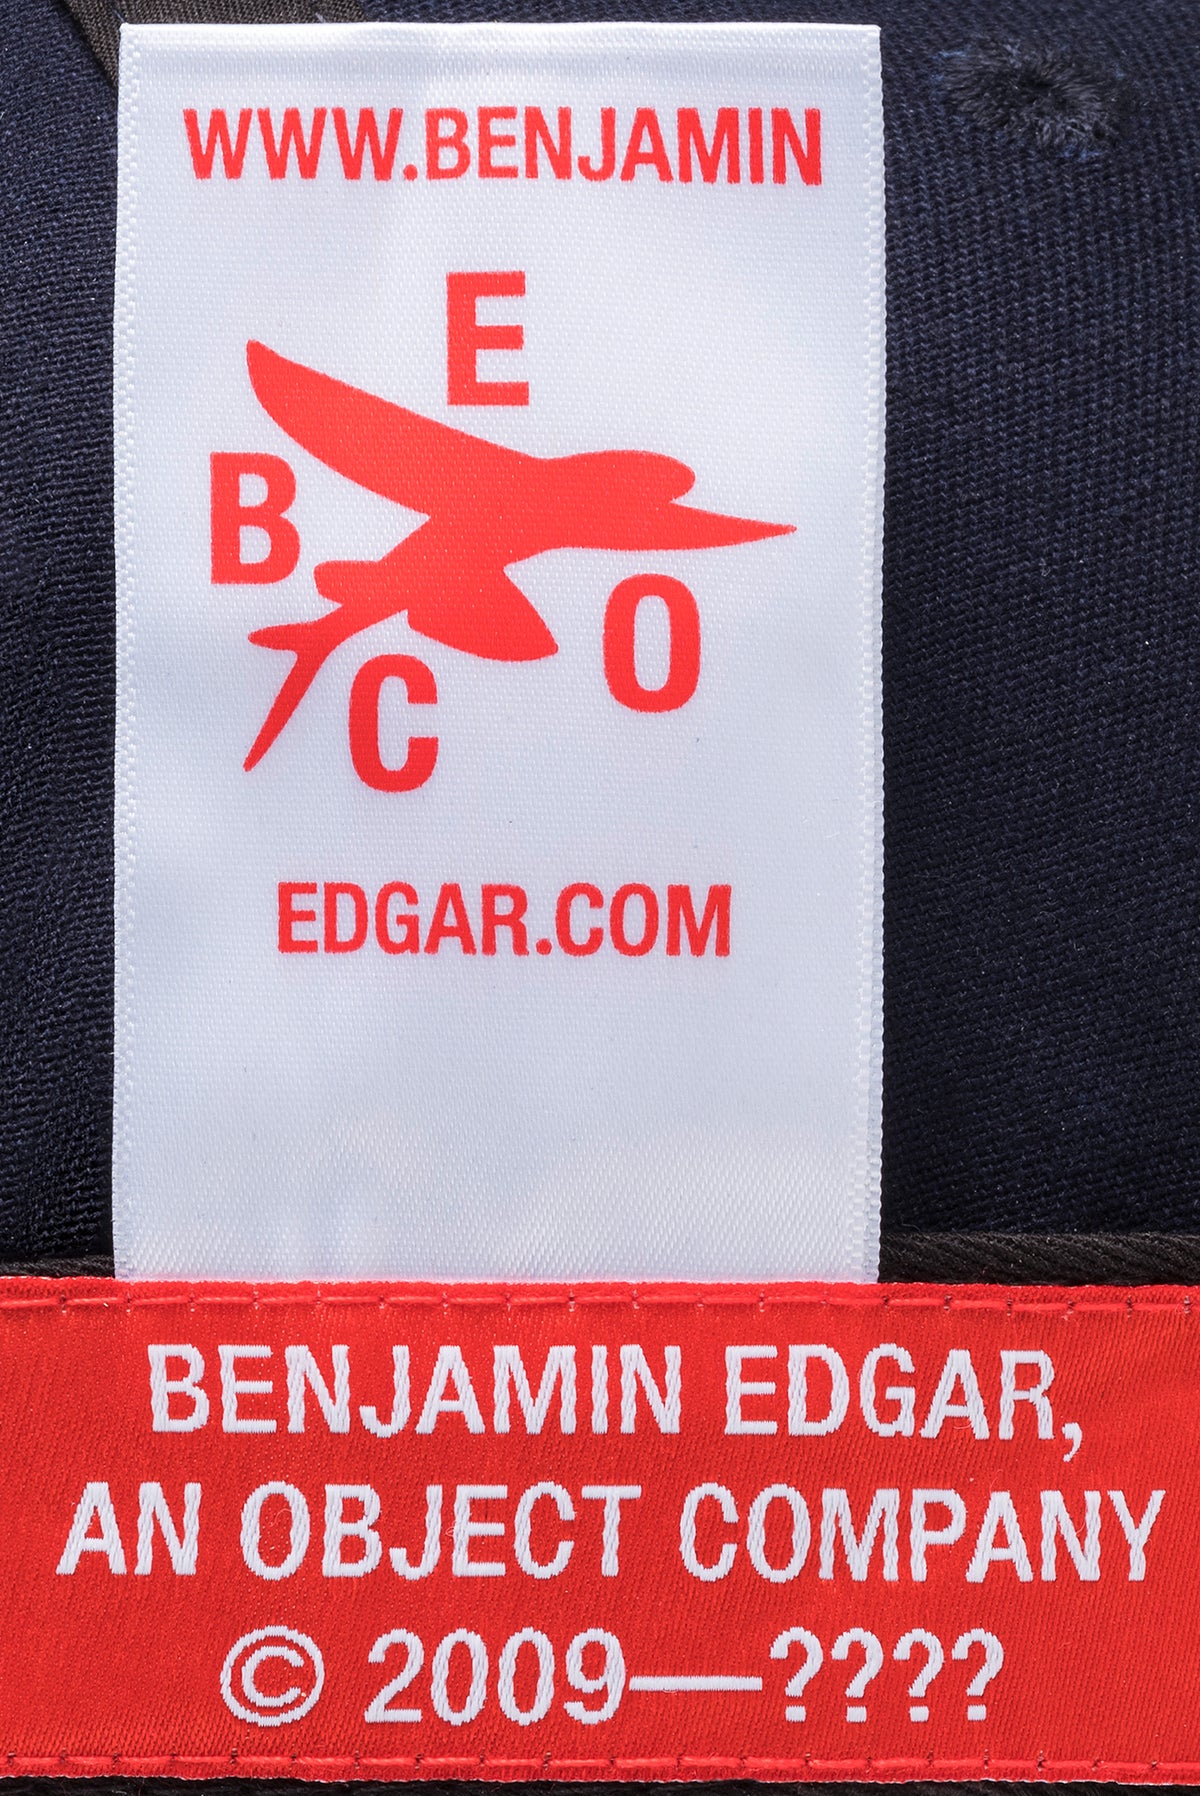 WWW.BENJAMIN
E
B
O
C
EDGAR.COM
BENJAMIN EDGAR,
AN OBJECT COMPANY
© 2009—????